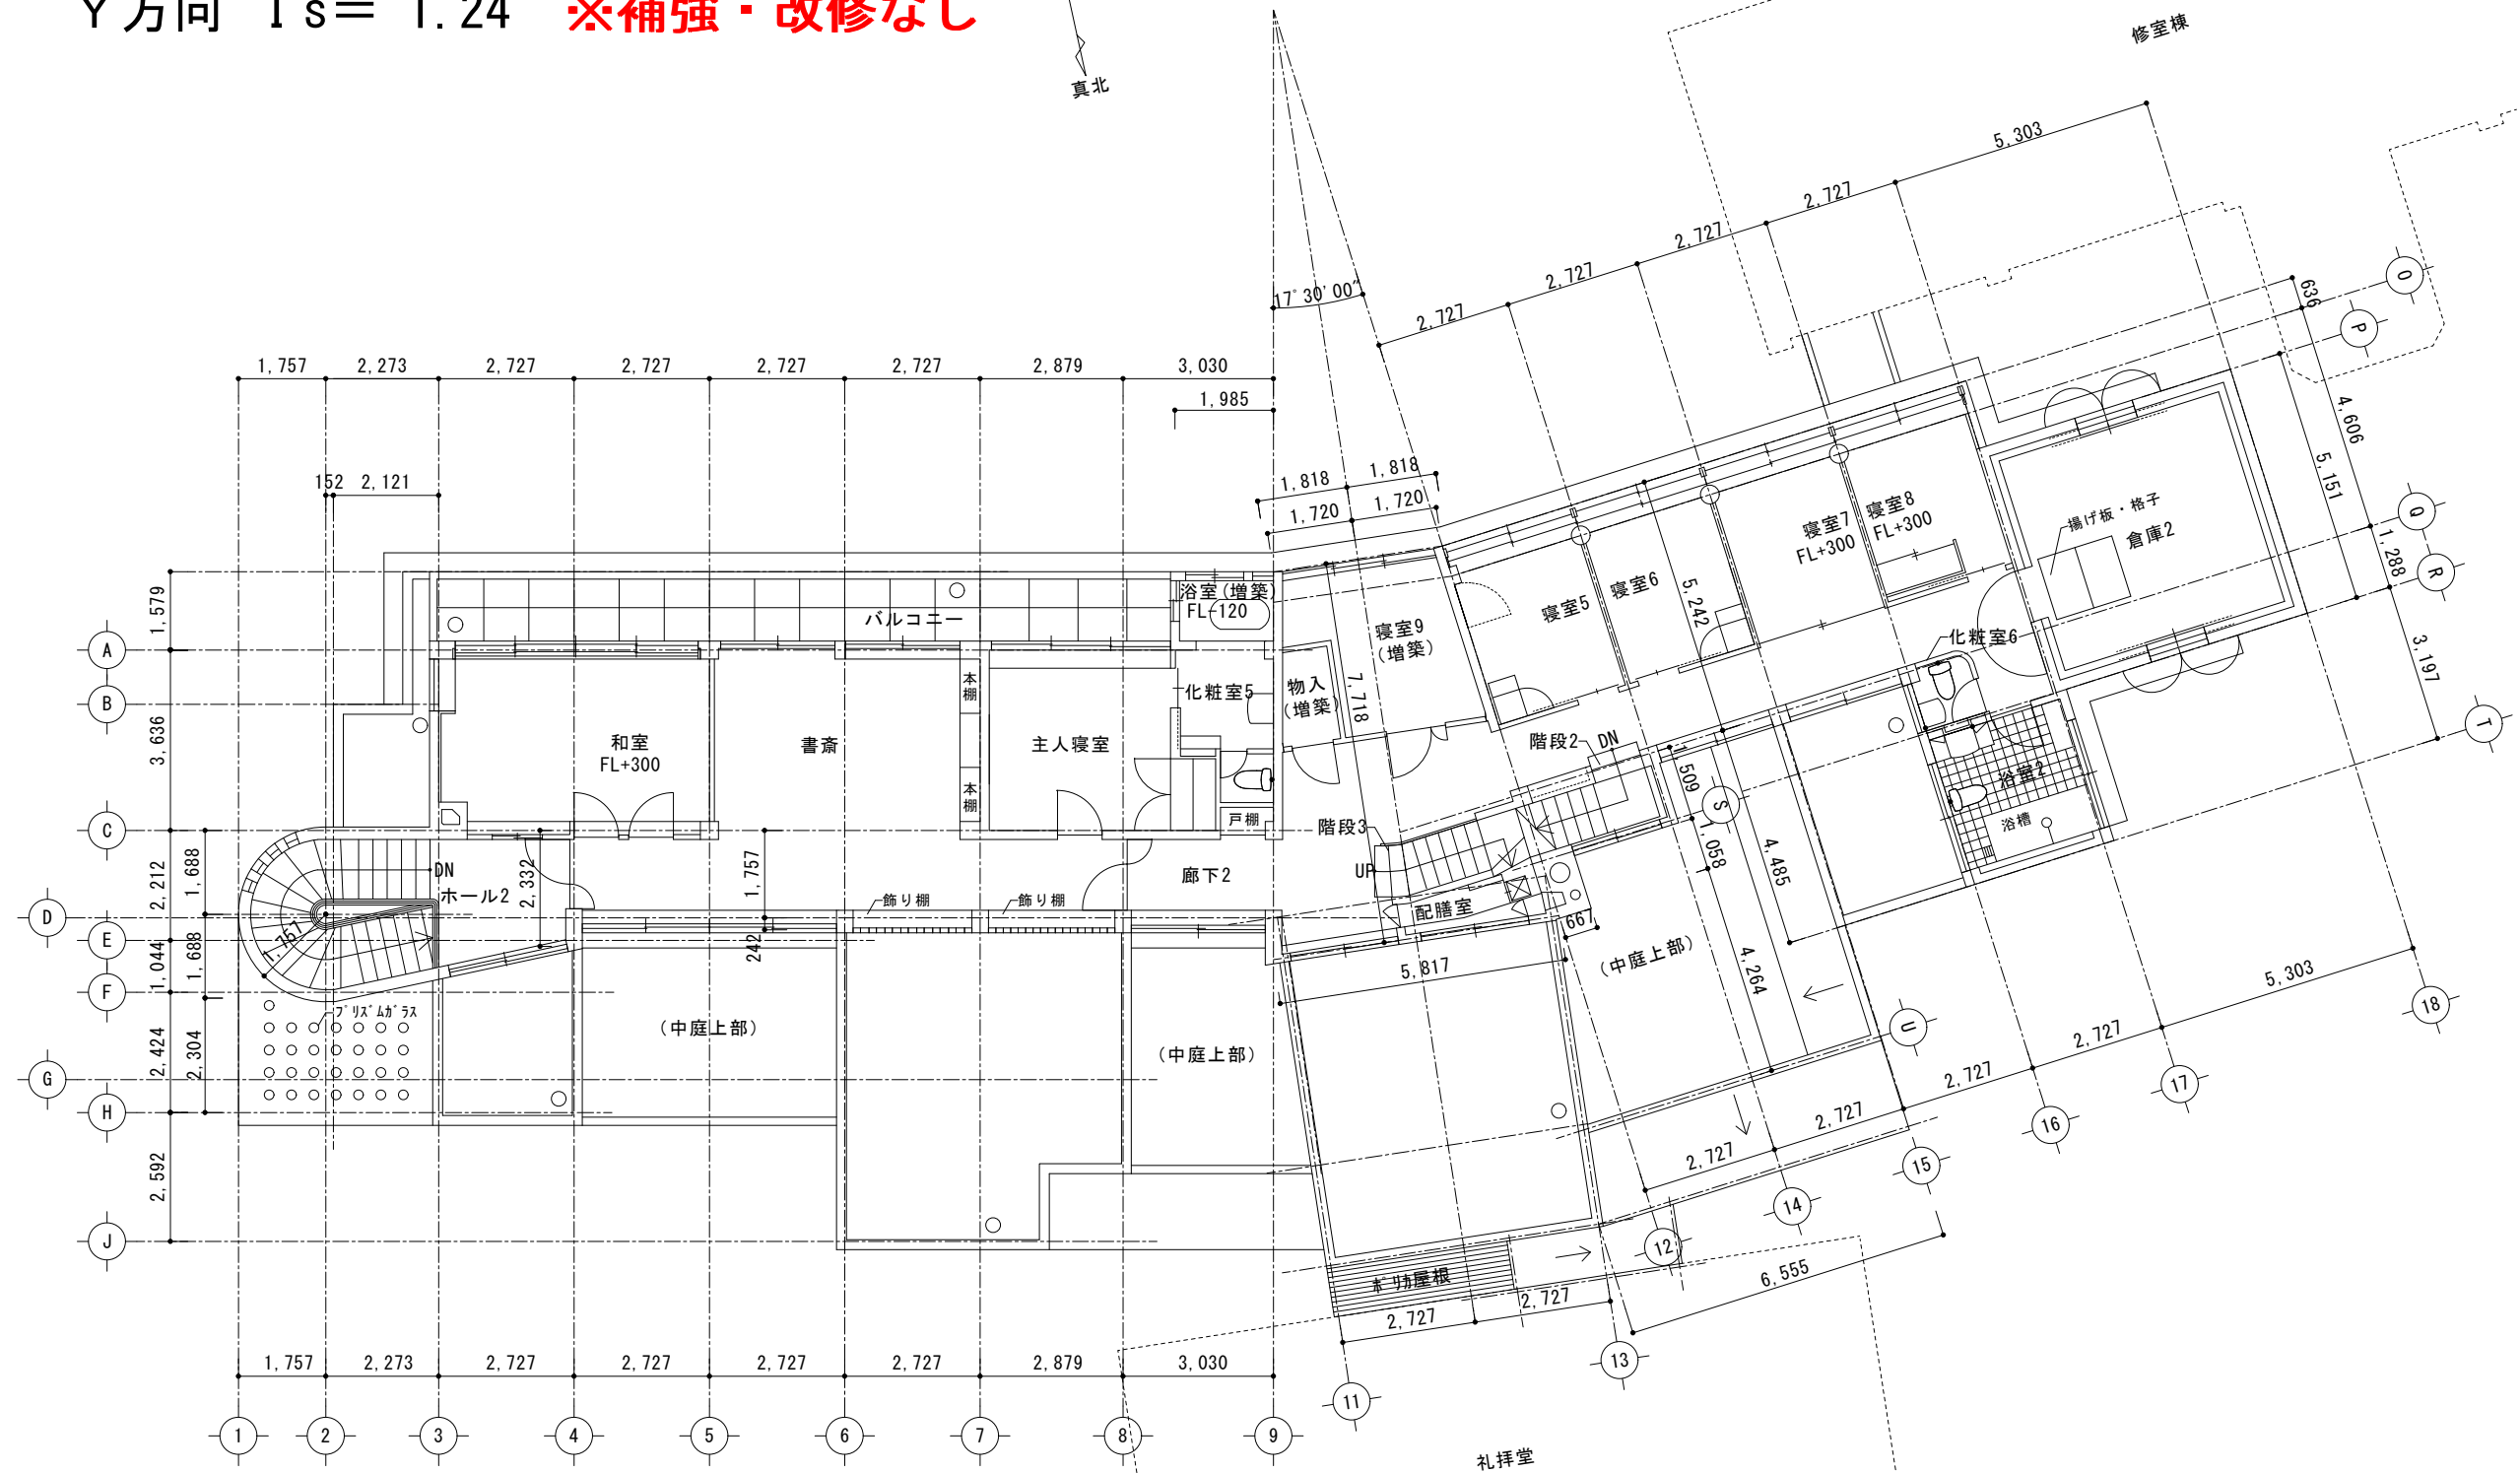 Ｙ方向　Ｉｓ＝ 1.24　※補強・改修なし
真北
修室棟
5,303
2,727
2,727
2,727
2,727
17°30'00"
636
O
P
4,606
5,151
Q
1,288
R
3,197
T
1,757 2,273 2,727 2,727 2,727 2,727 2,879 3,030
1,985
152 2,121
1,818 1,818
1,720 1,720
1,579
A
B
3,636
C
2,212
1,688
D
E
1,044
1,688
F
2,424
2,304
G
H
2,592
J
浴室(増築)
FL-120
バルコニー
本棚
本棚
和室
FL+300
書斎
主人寝室
化粧室5
戸棚
物入
(増築)
寝室9
(増築)
7,718
寝室5
寝室6
5,242
寝室7
FL+300
寝室8
FL+300
揚げ板・格子
倉庫2
化粧室6
浴室2
浴槽
階段2
DN
階段3
UP
配膳室
1,509
S
1,058
4,485
667
(中庭上部)
4,264
5,817
DN
ホール2
2,332
1,757
242
飾り棚
飾り棚
廊下2
1,757
プリズムガラス
(中庭上部)
(中庭上部)
U
5,303
2,727
2,727
2,727
2,727
18
17
16
15
14
12
6,555
ポリカ屋根
2,727
2,727
13
11
1,757 2,273 2,727 2,727 2,727 2,727 2,879 3,030
1 2 3 4 5 6 7 8 9
礼拝堂